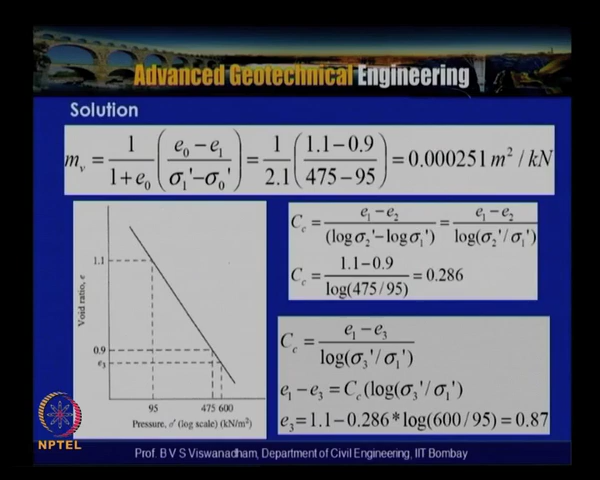 Advanced Geotechnical Engineering
Solution
m_v = 1/(1+e_0) ((e_0 − e_1)/(σ_1'−σ_0')) = 1/2.1 ((1.1−0.9)/(475−95)) = 0.000251 m² / kN
C_c = (e_1 − e_2)/(log σ_2' − log σ_1') = (e_1 − e_2)/log(σ_2'/σ_1')
C_c = (1.1−0.9)/log(475/95) = 0.286
Void ratio, e
1.1
0.9
e_3
95 475 600
Pressure, σ' (log scale) (kN/m²)
C_c = (e_1 − e_3)/log(σ_3'/σ_1')
e_1 − e_3 = C_c(log(σ_3'/σ_1')
e_3 = 1.1−0.286*log(600/95) = 0.87
NPTEL
Prof. B V S Viswanadham, Department of Civil Engineering, IIT Bombay